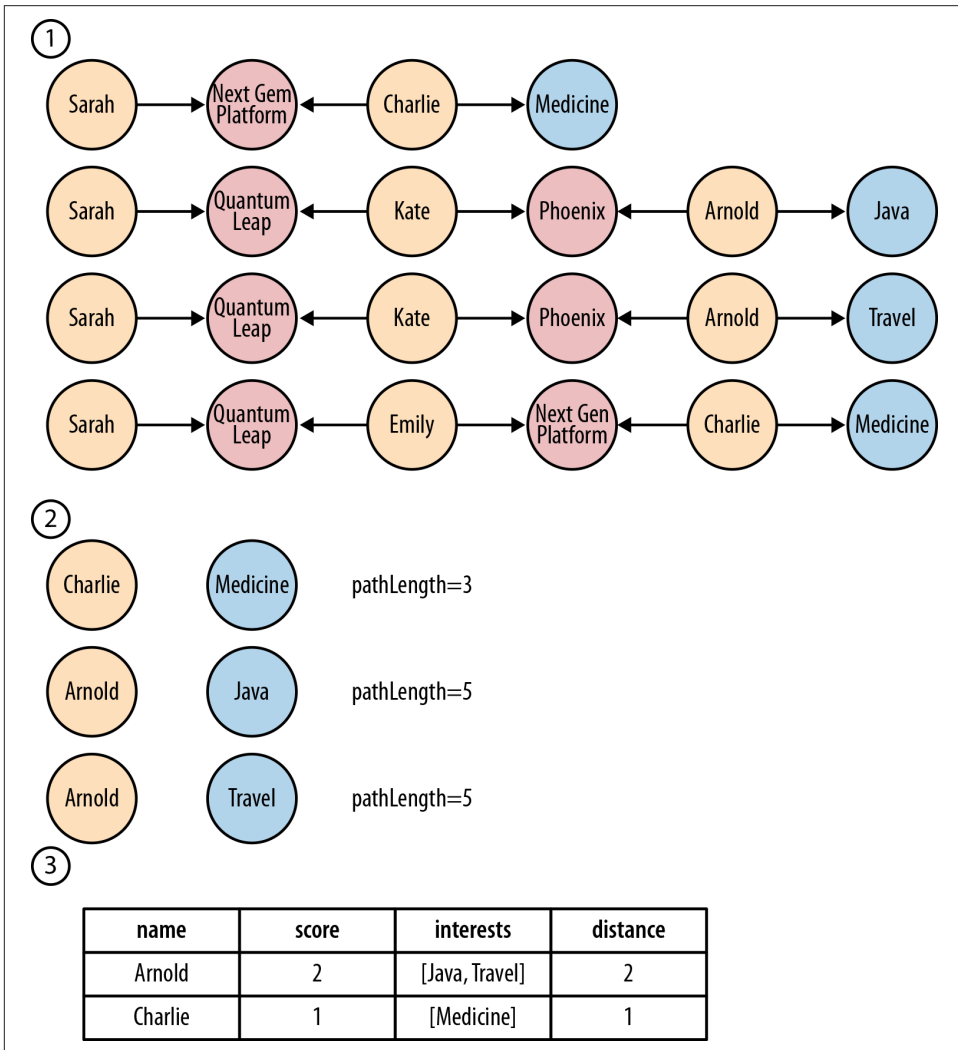 1
Sarah
Next Gem
Platform
Charlie
Medicine
Sarah
Quantum
Leap
Kate
Phoenix
Arnold
Java
Sarah
Quantum
Leap
Kate
Phoenix
Arnold
Travel
Sarah
Quantum
Leap
Emily
Next Gen
Platform
Charlie
Medicine
2
Charlie
Medicine
pathLength=3
Arnold
Java
pathLength=5
Arnold
Travel
pathLength=5
3
name score interests distance
Arnold 2 [Java, Travel] 2
Charlie 1 [Medicine] 1